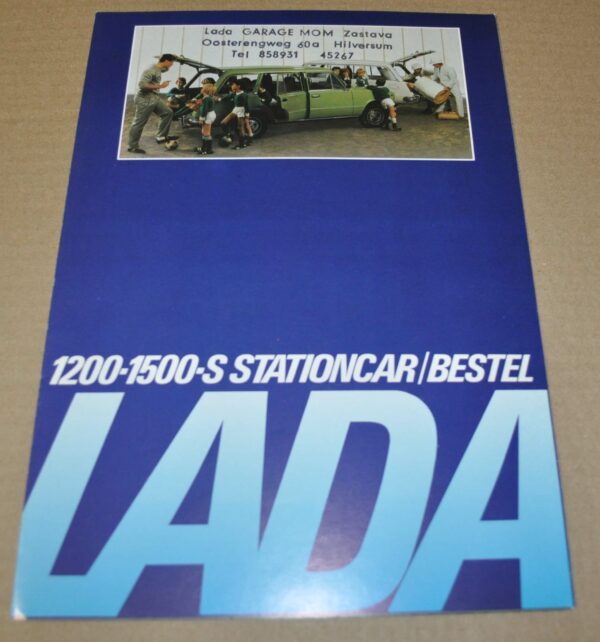 Lada GARAGE MOM Zastava
Oosterengweg 60a Hilversum
Tel 858931 45267
1200-1500-S STATIONCAR/BESTEL
LADA